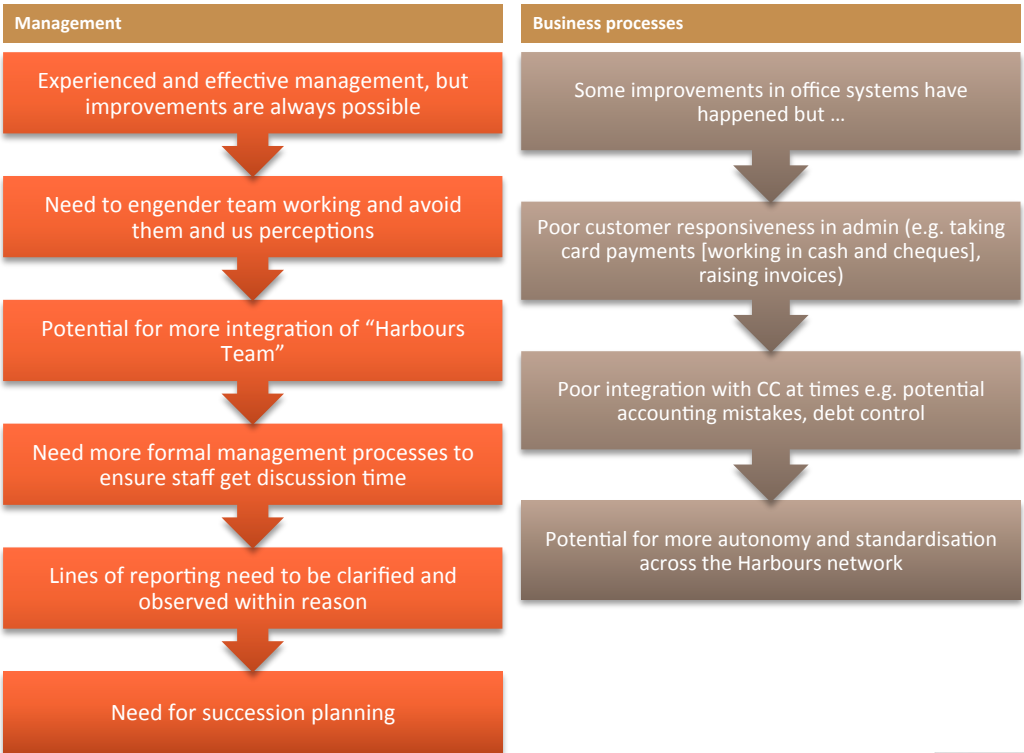 Management
Experienced and effective management, but
improvements are always possible
Need to engender team working and avoid
them and us perceptions
Potential for more integration of “Harbours
Team”
Need more formal management processes to
ensure staff get discussion time
Lines of reporting need to be clarified and
observed within reason
Need for succession planning
Business processes
Some improvements in office systems have
happened but …
Poor customer responsiveness in admin (e.g. taking
card payments [working in cash and cheques],
raising invoices)
Poor integration with CC at times e.g. potential
accounting mistakes, debt control
Potential for more autonomy and standardisation
across the Harbours network